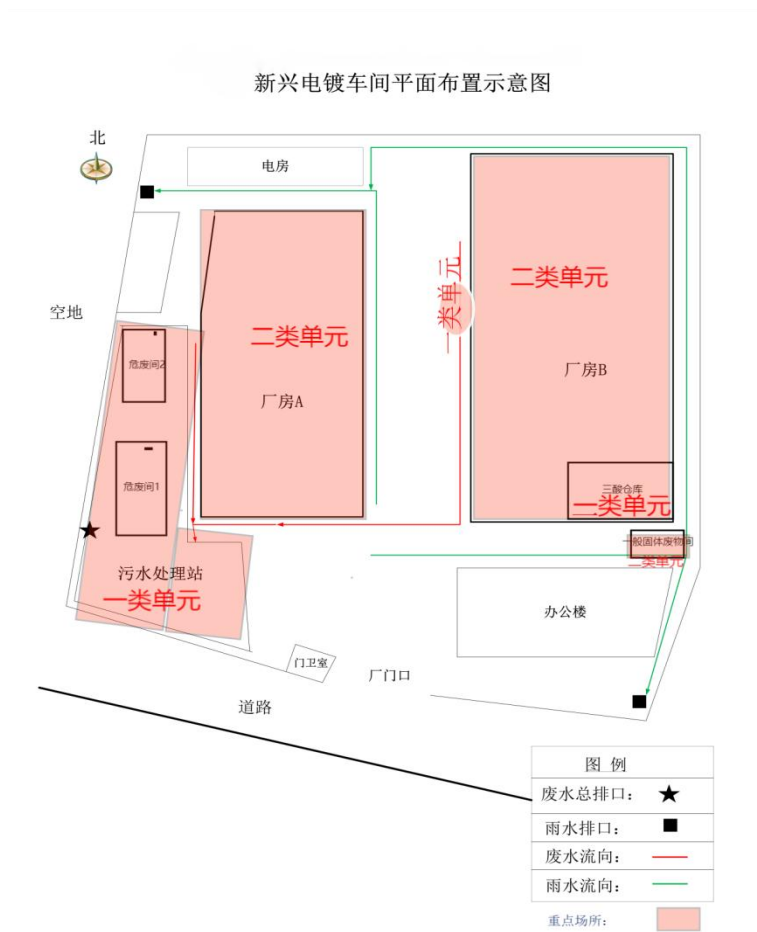 新兴电镀车间平面布置示意图
北
电房
空地
二类单元
一类单元
二类单元
厂房A
厂房B
危废间2
危废间1
三酸仓库
一类单元
一般固体废物间
二类单元
污水处理站
一类单元
办公楼
门卫室
厂门口
道路
图 例
废水总排口：
雨水排口：
废水流向：
雨水流向：
重点场所：